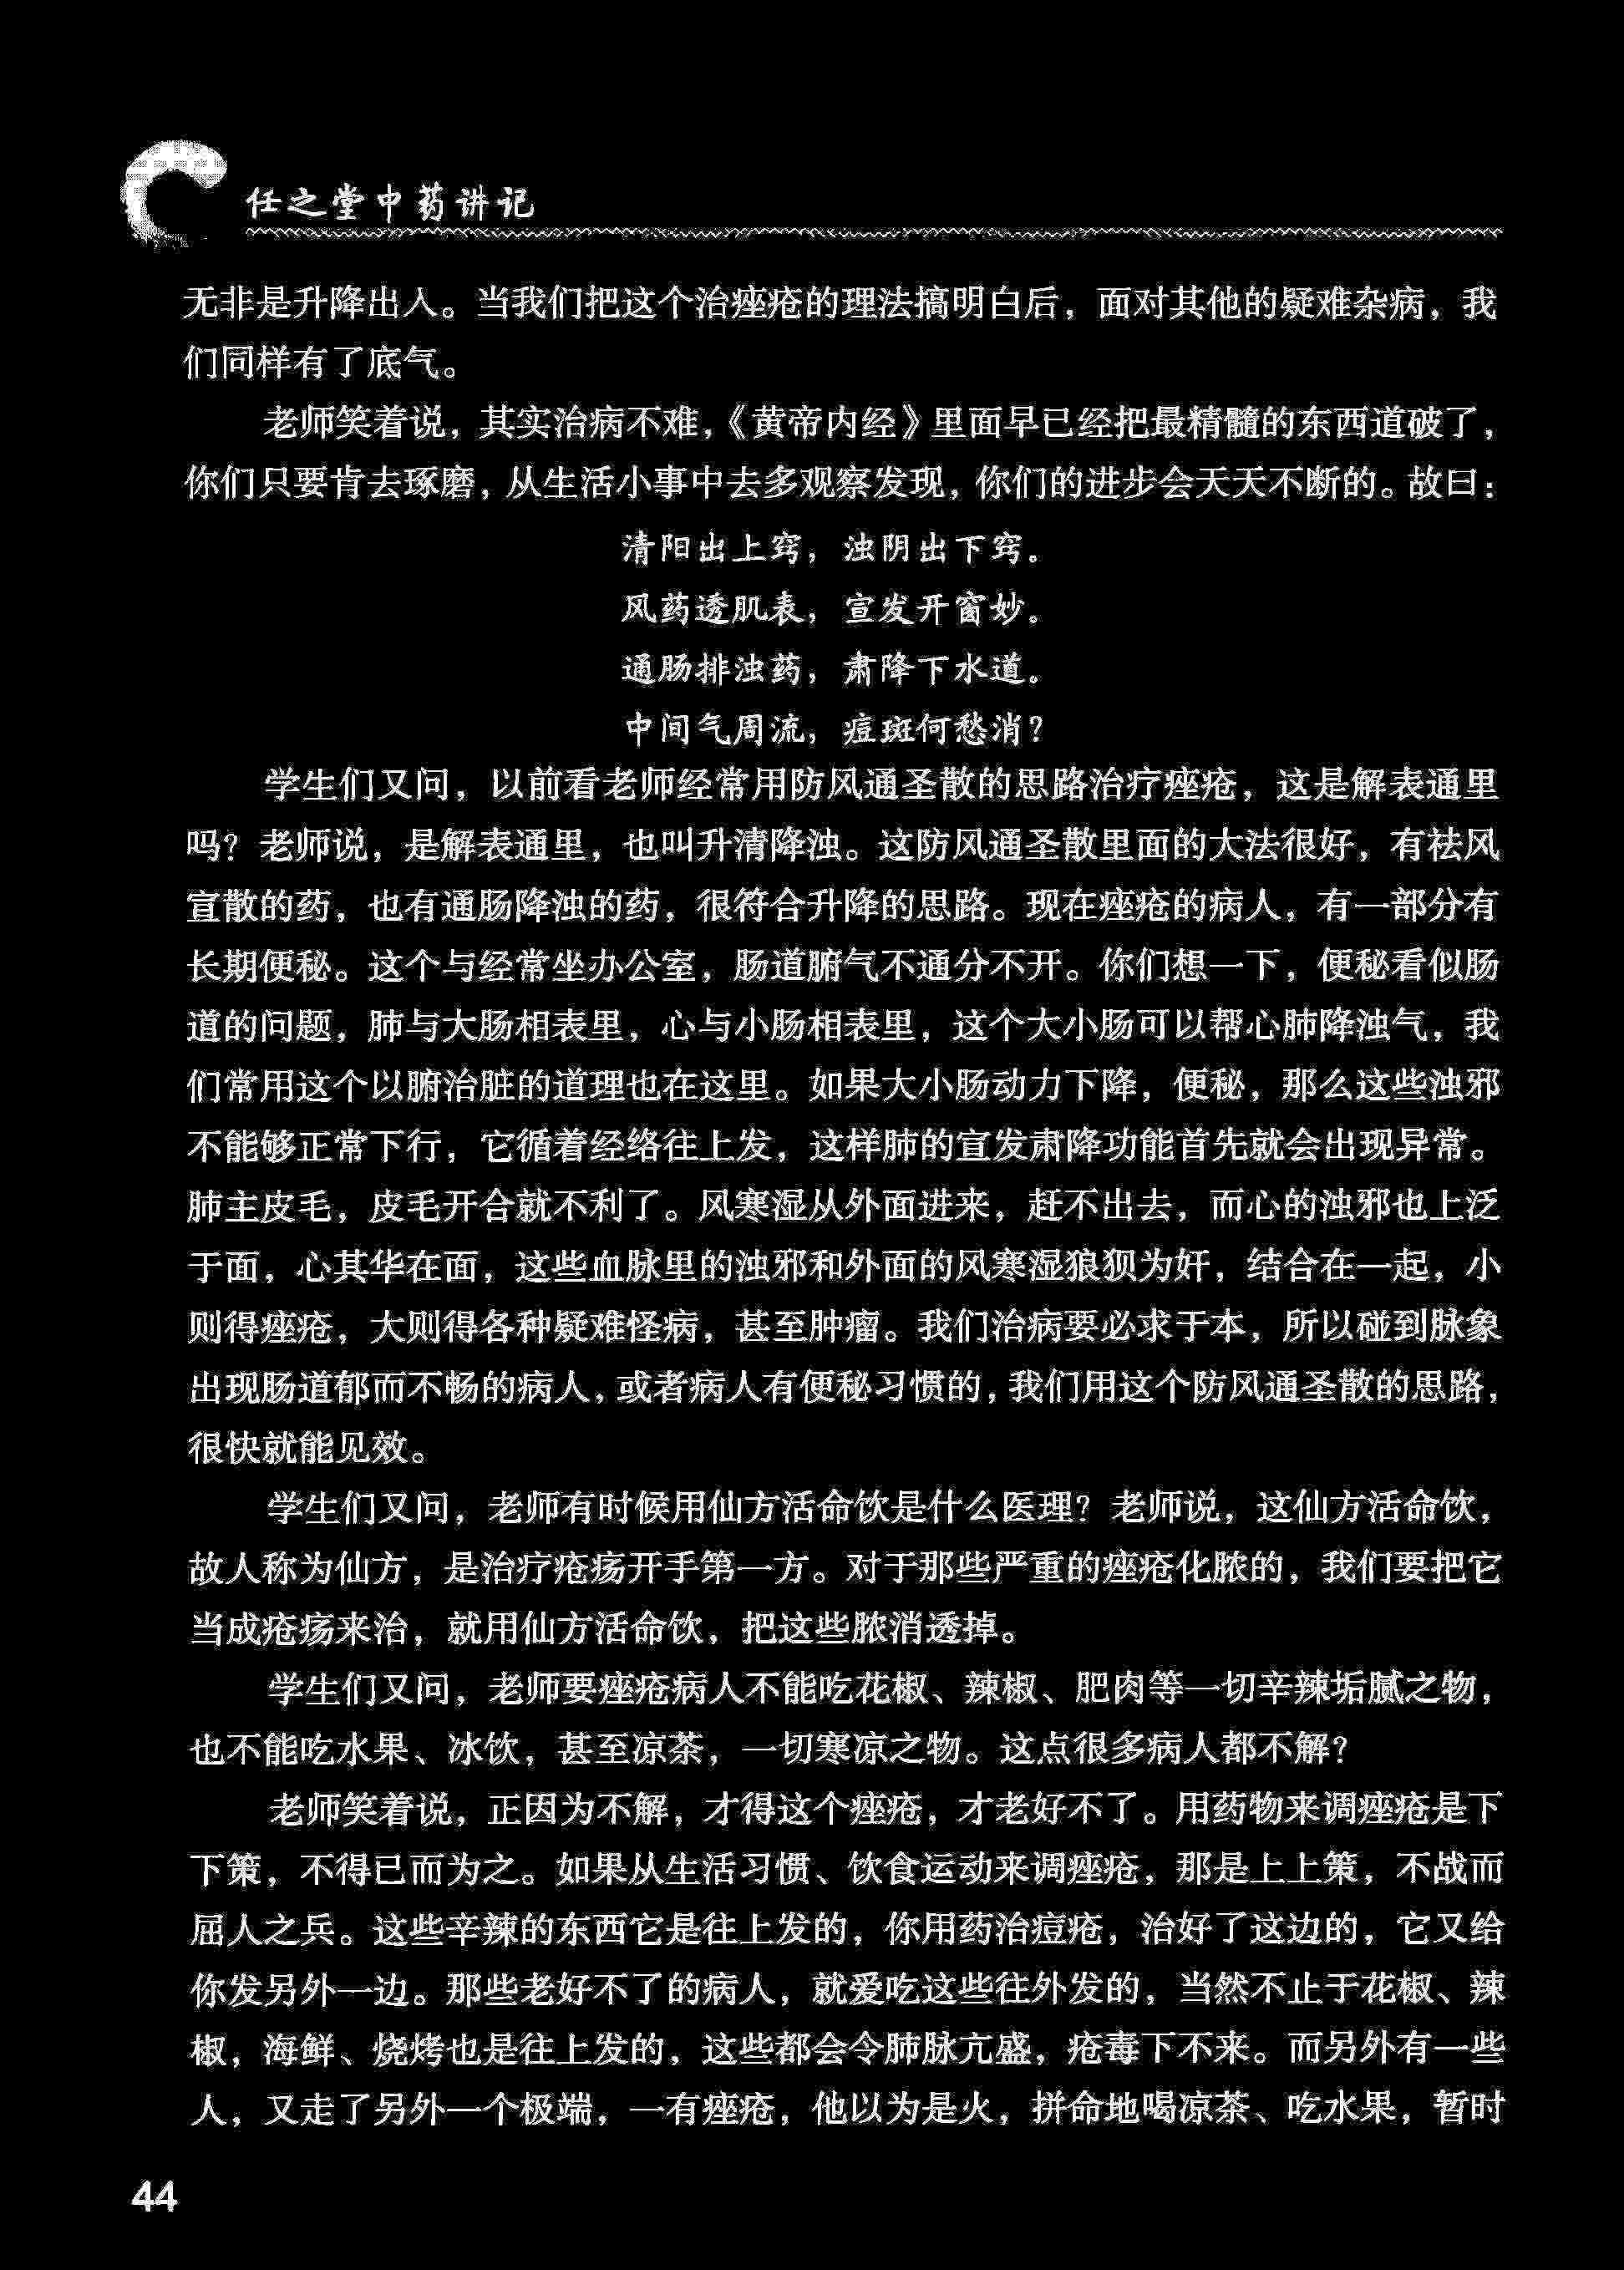 任之堂中药讲记
无非是升降出入。当我们把这个治痤疮的理法搞明白后，面对其他的疑难杂病，我
们同样有了底气。
老师笑着说，其实治病不难，《黄帝内经》里面早已经把最精髓的东西道破了，
你们只要肯去琢磨，从生活小事中去多观察发现，你们的进步会天天不断的。故曰：
清阳出上窍，浊阴出下窍。
风药透肌表，宣发开窗妙。
通肠排浊药，肃降下水道。
中间气周流，痘斑何愁消？
学生们又问，以前看老师经常用防风通圣散的思路治疗痤疮，这是解表通里
吗？老师说，是解表通里，也叫升清降浊。这防风通圣散里面的大法很好，有祛风
宣散的药，也有通肠降浊的药，很符合升降的思路。现在痤疮的病人，有一部分有
长期便秘。这个与经常坐办公室，肠道腑气不通分不开。你们想一下，便秘看似肠
道的问题，肺与大肠相表里，心与小肠相表里，这个大小肠可以帮心肺降浊气，我
们常用这个以腑治脏的道理也在这里。如果大小肠动力下降，便秘，那么这些浊邪
不能够正常下行，它循着经络往上发，这样肺的宣发肃降功能首先就会出现异常。
肺主皮毛，皮毛开合就不利了。风寒湿从外面进来，赶不出去，而心的浊邪也上泛
于面，心其华在面，这些血脉里的浊邪和外面的风寒湿狼狈为奸，结合在一起，小
则得痤疮，大则得各种疑难怪病，甚至肿瘤。我们治病要必求于本，所以碰到脉象
出现肠道郁而不畅的病人，或者病人有便秘习惯的，我们用这个防风通圣散的思路，
很快就能见效。
学生们又问，老师有时候用仙方活命饮是什么医理？老师说，这仙方活命饮，
故人称为仙方，是治疗疮疡开手第一方。对于那些严重的痤疮化脓的，我们要把它
当成疮疡来治，就用仙方活命饮，把这些脓消透掉。
学生们又问，老师要痤疮病人不能吃花椒、辣椒、肥肉等一切辛辣垢腻之物，
也不能吃水果、冰饮，甚至凉茶，一切寒凉之物。这点很多病人都不解？
老师笑着说，正因为不解，才得这个痤疮，才老好不了。用药物来调痤疮是下
下策，不得已而为之。如果从生活习惯、饮食运动来调痤疮，那是上上策，不战而
屈人之兵。这些辛辣的东西它是往上发的，你用药治痘疮，治好了这边的，它又给
你发另外一边。那些老好不了的病人，就爱吃这些往外发的，当然不止于花椒、辣
椒，海鲜、烧烤也是往上发的，这些都会令肺脉亢盛，疮毒下不来。而另外有一些
人，又走了另外一个极端，一有痤疮，他以为是火，拼命地喝凉茶、吃水果，暂时
44